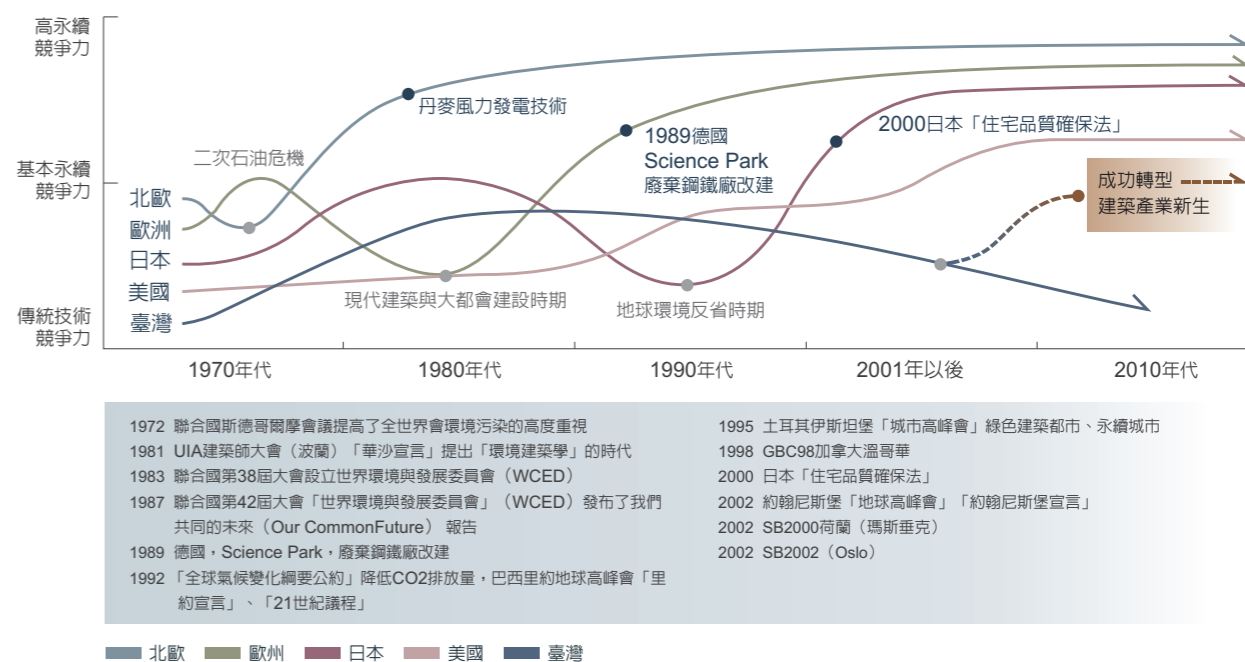 高永續
競爭力
丹麥風力發電技術
1989德國
Science Park
廢棄鋼鐵廠改建
2000日本「住宅品質確保法」
二次石油危機
基本永續
競爭力
成功轉型
建築產業新生
北歐
歐洲
日本
美國
臺灣
現代建築與大都會建設時期
地球環境反省時期
傳統技術
競爭力
1970年代
1980年代
1990年代
2001年以後
2010年代
1972 聯合國斯德哥爾摩會議提高了全世界會環境污染的高度重視
1981 UIA建築師大會（波蘭）「華沙宣言」提出「環境建築學」的時代
1983 聯合國第38屆大會設立世界環境與發展委員會（WCED）
1987 聯合國第42屆大會「世界環境與發展委員會」（WCED）發布了我們
共同的未來（Our CommonFuture） 報告
1989 德國，Science Park，廢棄鋼鐵廠改建
1992 「全球氣候變化綱要公約」降低CO2排放量，巴西里約地球高峰會「里
約宣言」、「21世紀議程」
1995 土耳其伊斯坦堡「城市高峰會」綠色建築都市、永續城市
1998 GBC98加拿大溫哥華
2000 日本「住宅品質確保法」
2002 約翰尼斯堡「地球高峰會」「約翰尼斯堡宣言」
2002 SB2000荷蘭（瑪斯垂克）
2002 SB2002（Oslo）
北歐
歐州
日本
美國
臺灣